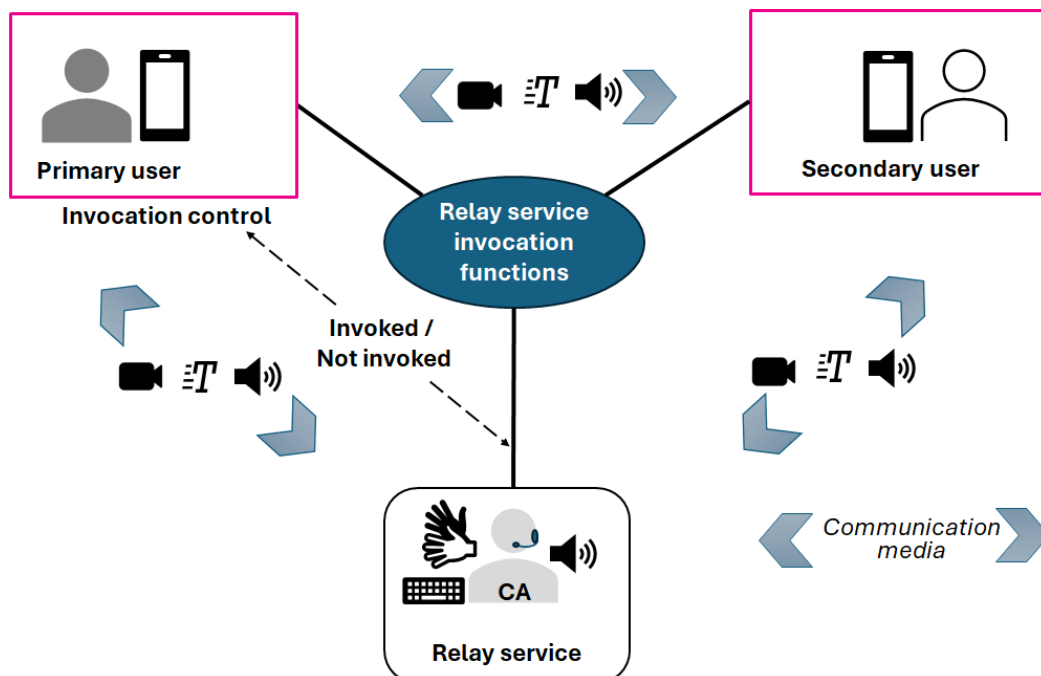 Primary user
Secondary user
Invocation control
Relay service
invocation
functions
Invoked /
Not invoked
T
T
T
Communication
media
CA
Relay service